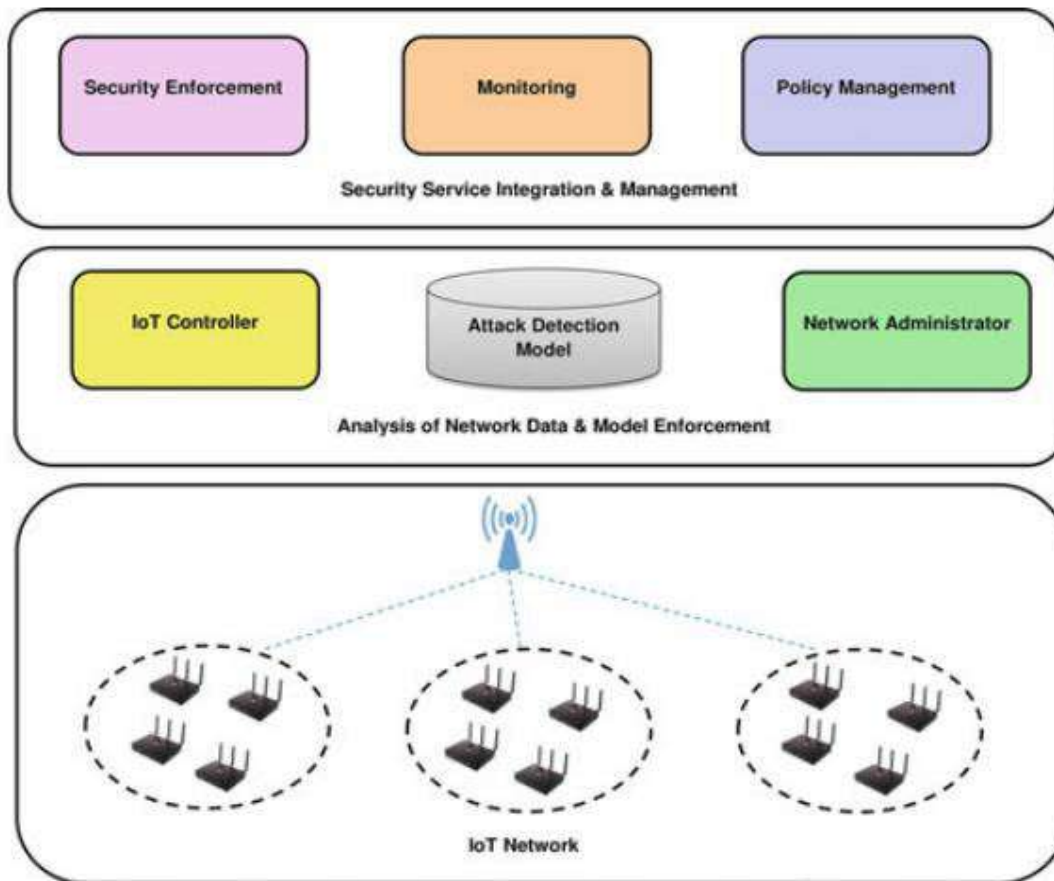 Security Enforcement
Monitoring
Policy Management
Security Service Integration & Management
IoT Controller
Attack Detection
Model
Network Administrator
Analysis of Network Data & Model Enforcement
IoT Network